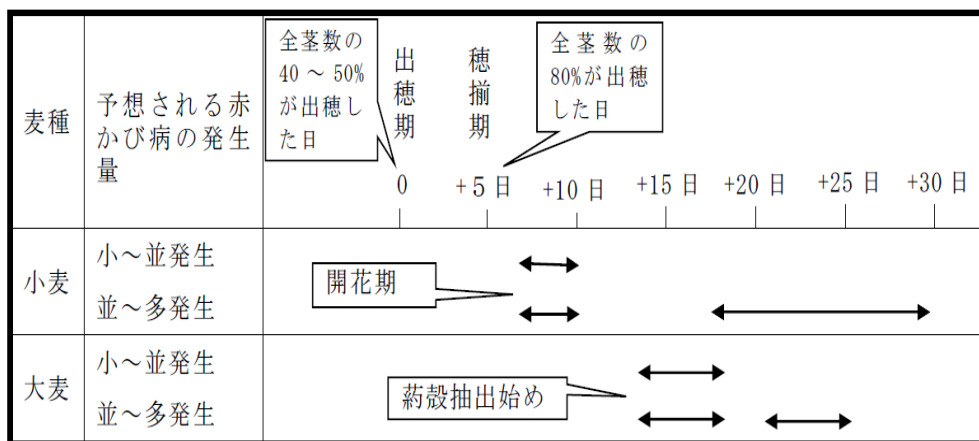 麦種
予想される赤
かび病の発生
量
全茎数の
40～50%
が出穂し
た日
出穂期
穂揃期
全茎数の
80%が出穂
した日
0
+5日
+10日
+15日
+20日
+25日
+30日
小麦
小～並発生
並～多発生
開花期
大麦
小～並発生
並～多発生
葯殻抽出始め